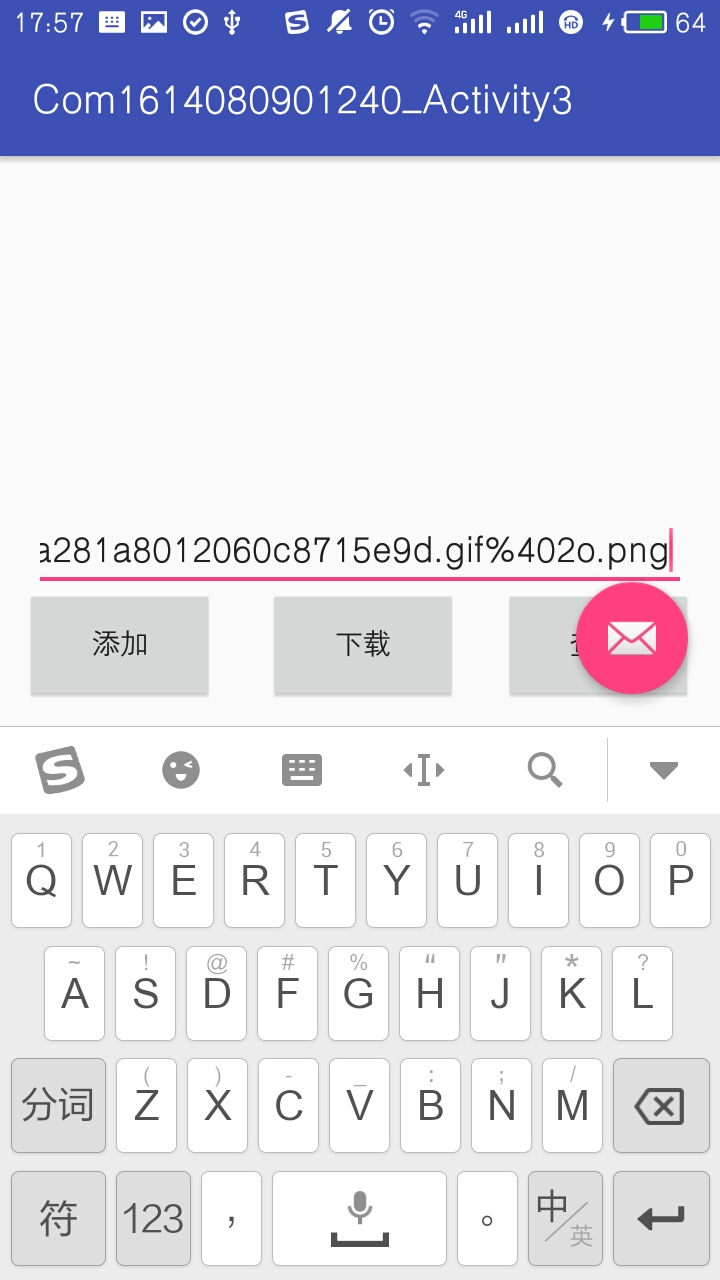 17:57 4G HD 64
Com1614080901240_Activity3
a281a8012060c8715e9d.gif%402o.png
添加 下载
1 2 3 4 5 6 7 8 9 0
Q W E R T Y U I O P
~ ! @ # % “ " * ?
A S D F G H J K L
( ) - _ : ; /
分词 Z X C V B N M
符 123 , 。 中/英